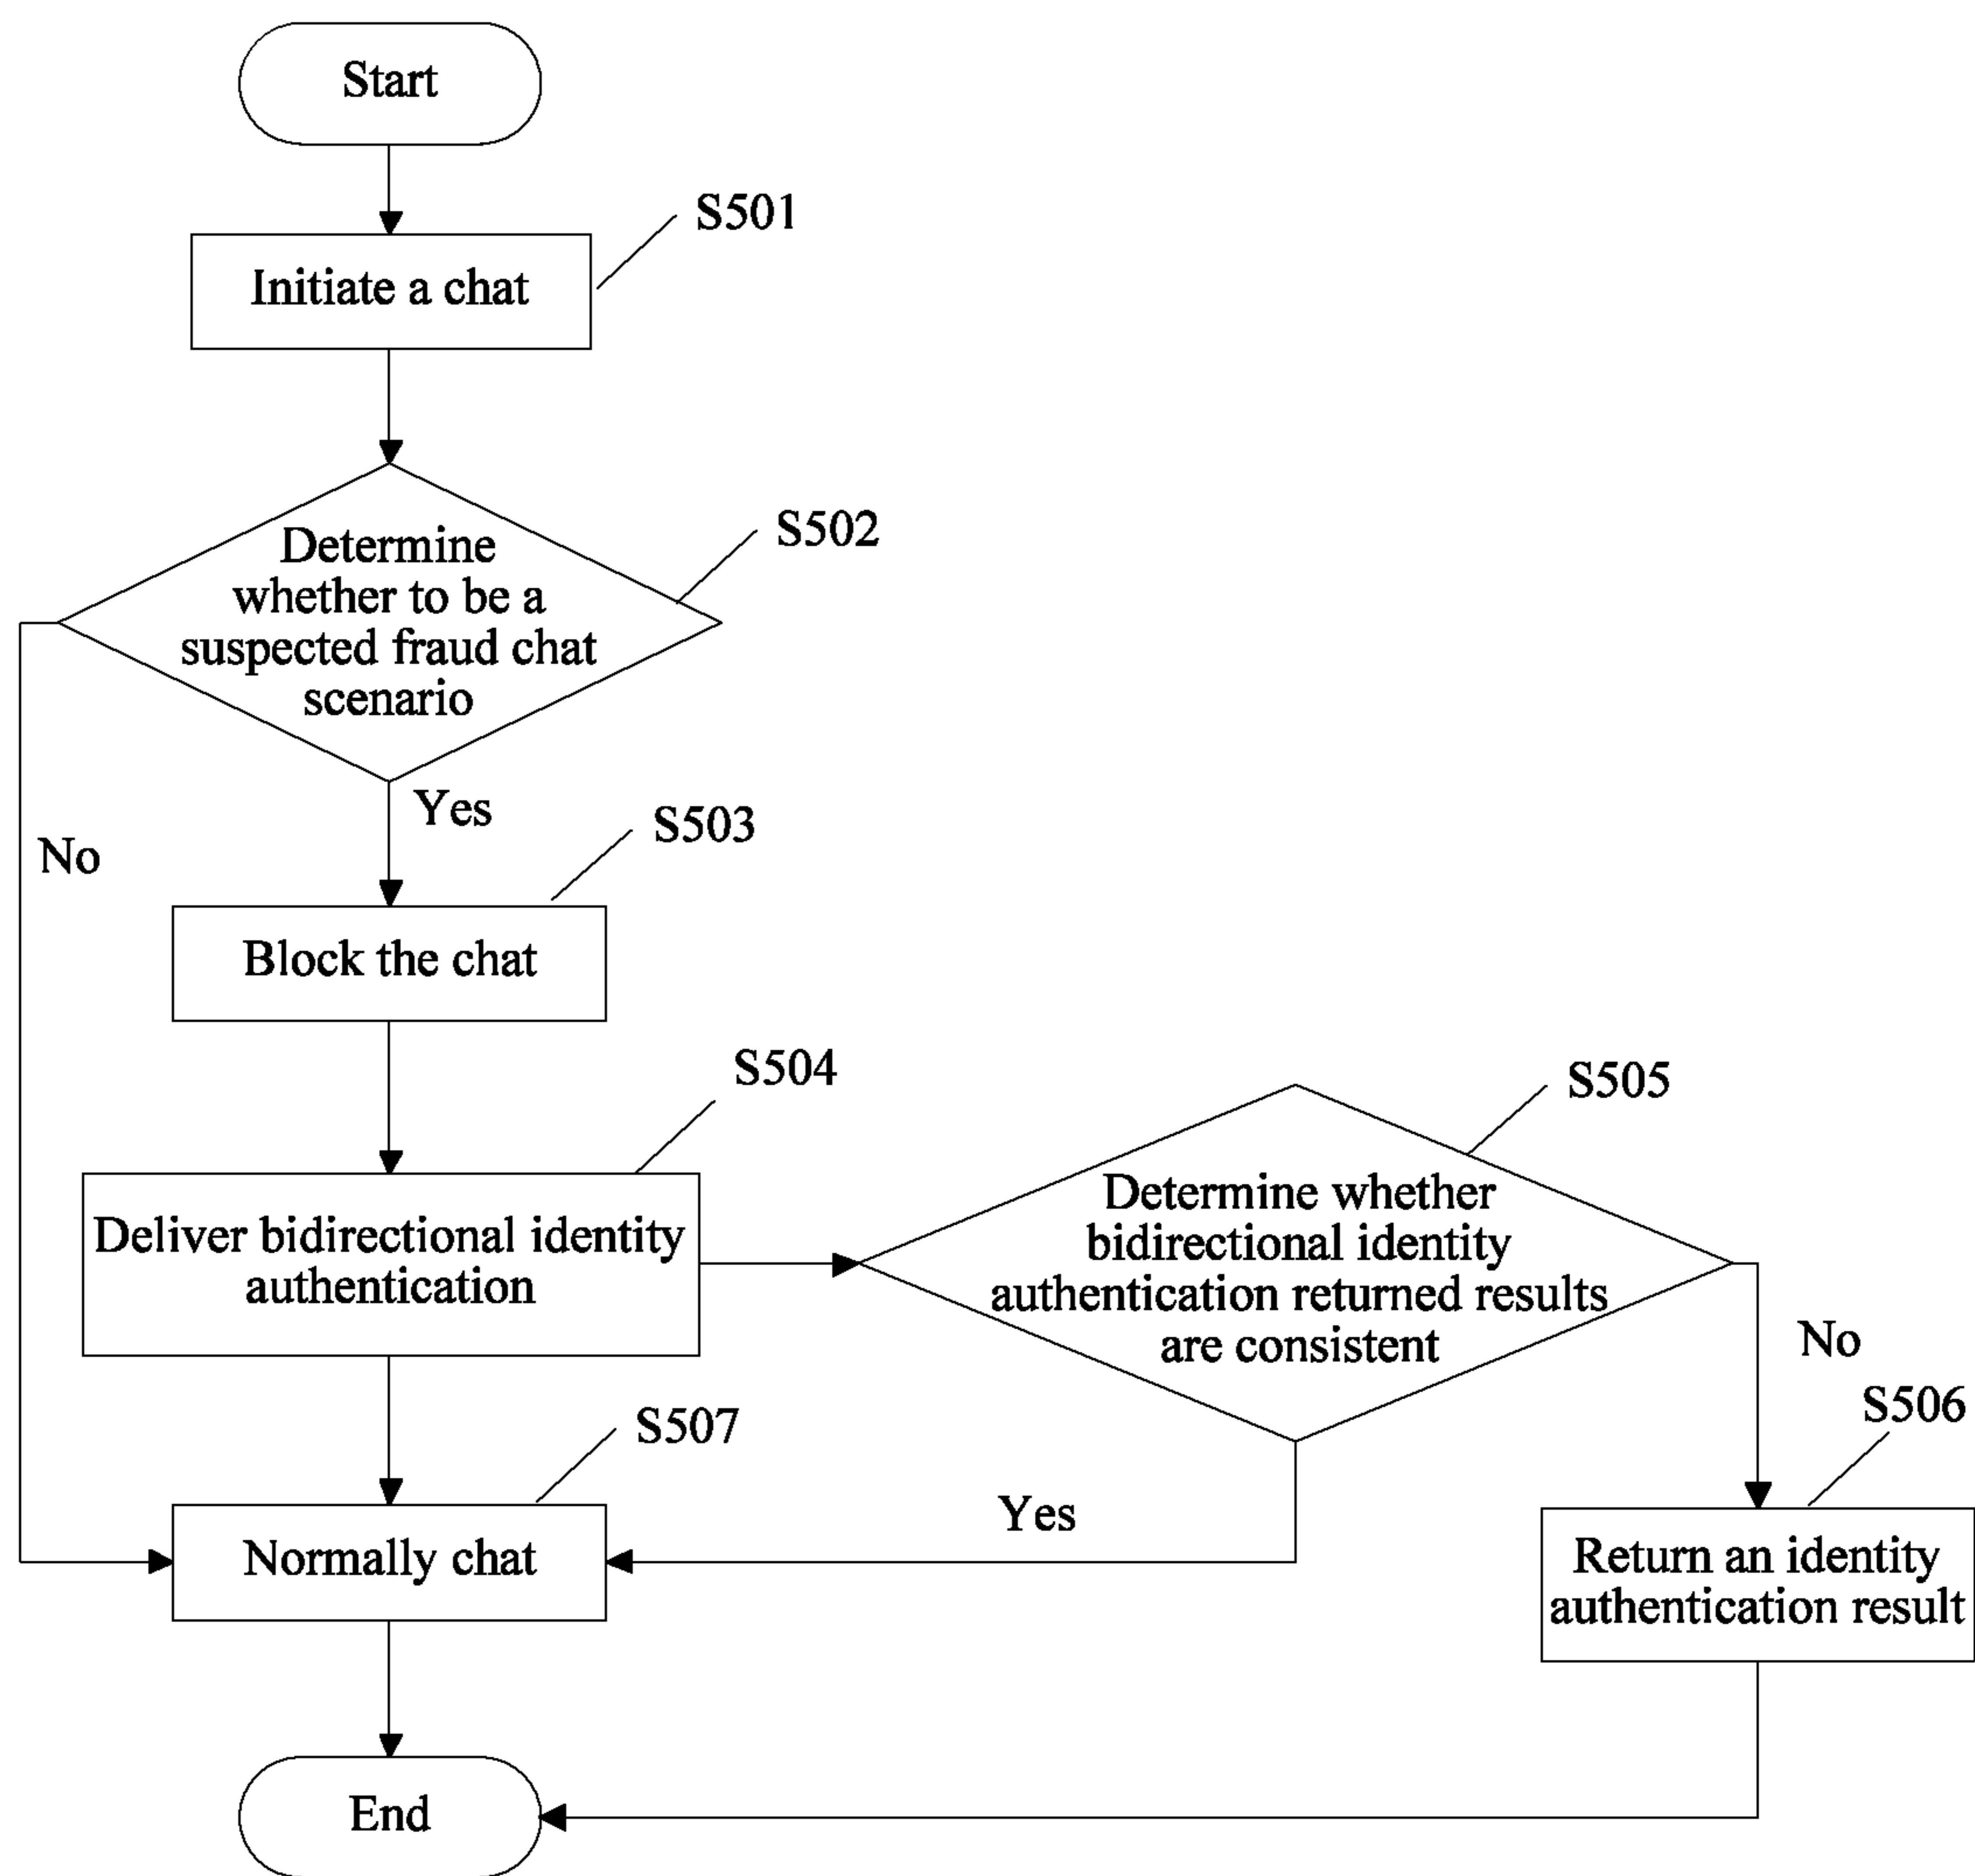 Start
S501
Initiate a chat
S502
Determine
whether to be a
suspected fraud chat
scenario
Yes
No
S503
Block the chat
S504
Deliver bidirectional identity
authentication
S505
Determine whether
bidirectional identity
authentication returned results
are consistent
No
S506
Return an identity
authentication result
Yes
S507
Normally chat
End